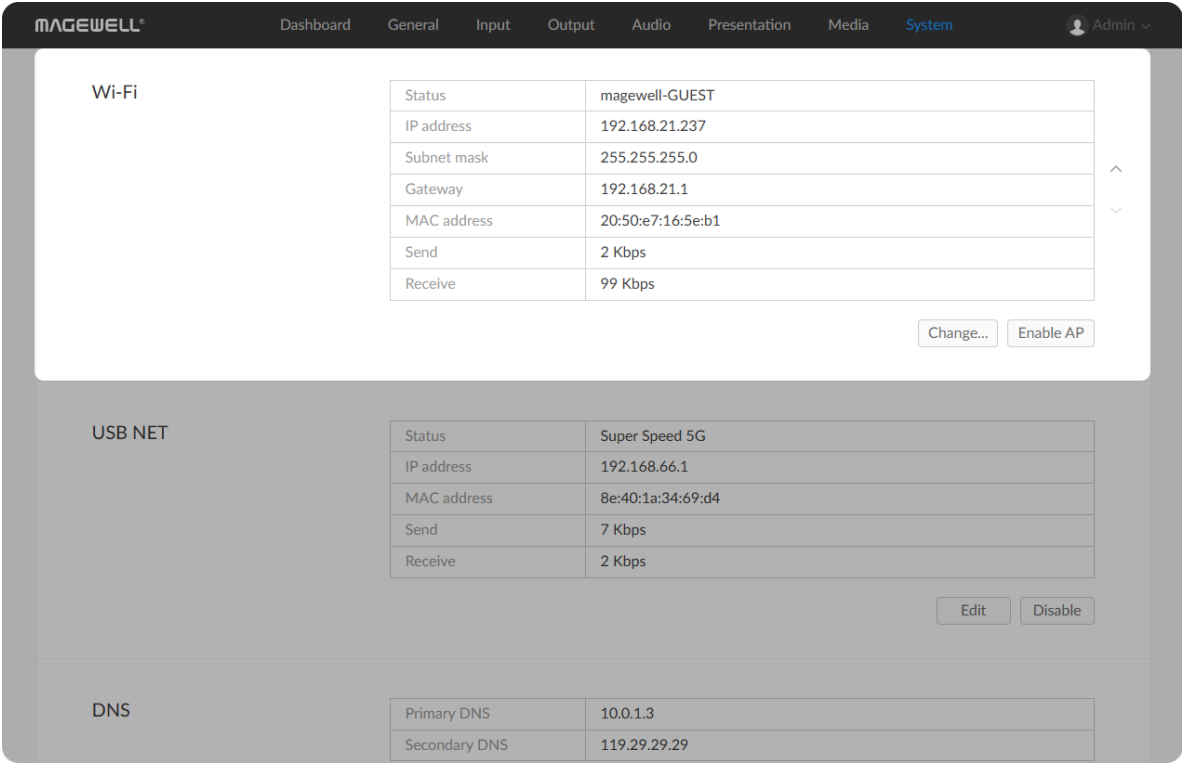 MAGEWELL®
Dashboard General Input Output Audio Presentation Media System Admin
Wi-Fi
Status magewell-GUEST
IP address 192.168.21.237
Subnet mask 255.255.255.0
Gateway 192.168.21.1
MAC address 20:50:e7:16:5e:b1
Send 2 Kbps
Receive 99 Kbps
Change... Enable AP
USB NET
Status Super Speed 5G
IP address 192.168.66.1
MAC address 8e:40:1a:34:69:d4
Send 7 Kbps
Receive 2 Kbps
Edit Disable
DNS
Primary DNS 10.0.1.3
Secondary DNS 119.29.29.29